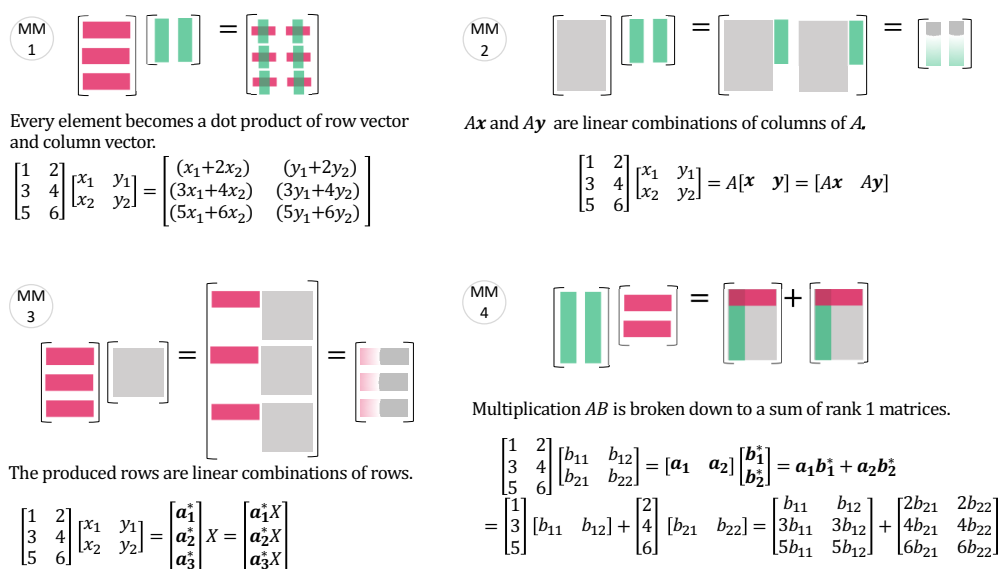 MM
1
=
Every element becomes a dot product of row vector
and column vector.
[1 2; 3 4; 5 6] [x₁ y₁; x₂ y₂] = [(x₁+2x₂) (y₁+2y₂); (3x₁+4x₂) (3y₁+4y₂); (5x₁+6x₂) (5y₁+6y₂)]
MM
2
= =
Ax and Ay are linear combinations of columns of A.
[1 2; 3 4; 5 6] [x₁ y₁; x₂ y₂] = A[x y] = [Ax Ay]
MM
3
= =
The produced rows are linear combinations of rows.
[1 2; 3 4; 5 6] [x₁ y₁; x₂ y₂] = [a₁*; a₂*; a₃*] X = [a₁*X; a₂*X; a₃*X]
MM
4
= +
Multiplication AB is broken down to a sum of rank 1 matrices.
[1 2; 3 4; 5 6] [b₁₁ b₁₂; b₂₁ b₂₂] = [a₁ a₂] [b₁*; b₂*] = a₁b₁* + a₂b₂*
= [1; 3; 5] [b₁₁ b₁₂] + [2; 4; 6] [b₂₁ b₂₂] = [b₁₁ b₁₂; 3b₁₁ 3b₁₂; 5b₁₁ 5b₁₂] + [2b₂₁ 2b₂₂; 4b₂₁ 4b₂₂; 6b₂₁ 6b₂₂]